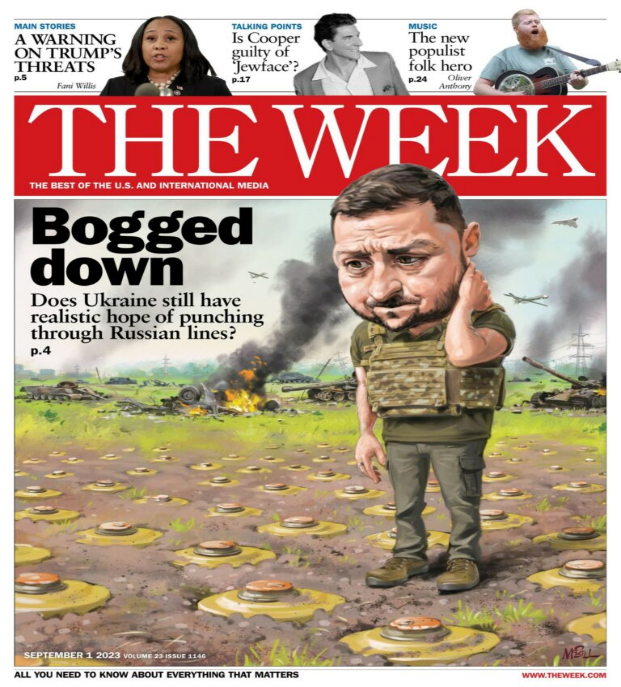 MAIN STORIES
A WARNING
ON TRUMP'S
THREATS
p.5
Fani Willis
TALKING POINTS
Is Cooper
guilty of
'Jewface'?
p.17
MUSIC
The new
populist
folk hero
p.24
Oliver
Anthony
THE WEEK
THE BEST OF THE U.S. AND INTERNATIONAL MEDIA
Bogged
down
Does Ukraine still have
realistic hope of punching
through Russian lines?
p.4
SEPTEMBER 1 2023 VOLUME 23 ISSUE 1146
ALL YOU NEED TO KNOW ABOUT EVERYTHING THAT MATTERS
WWW.THEWEEK.COM